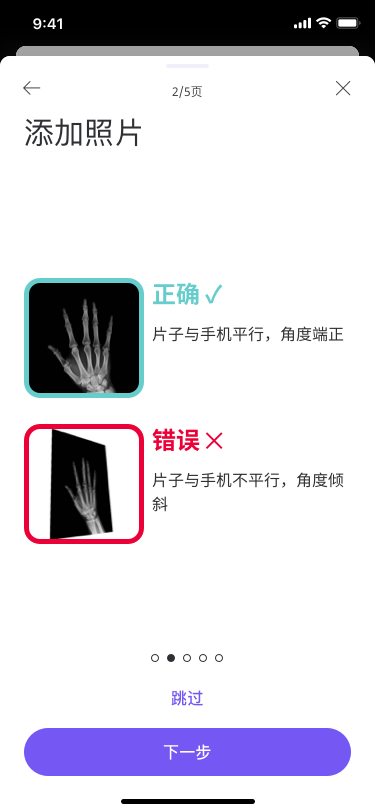 9:41
2/5页
添加照片
正确 ✓
片子与手机平行，角度端正
错误 ×
片子与手机不平行，角度倾
斜
跳过
下一步